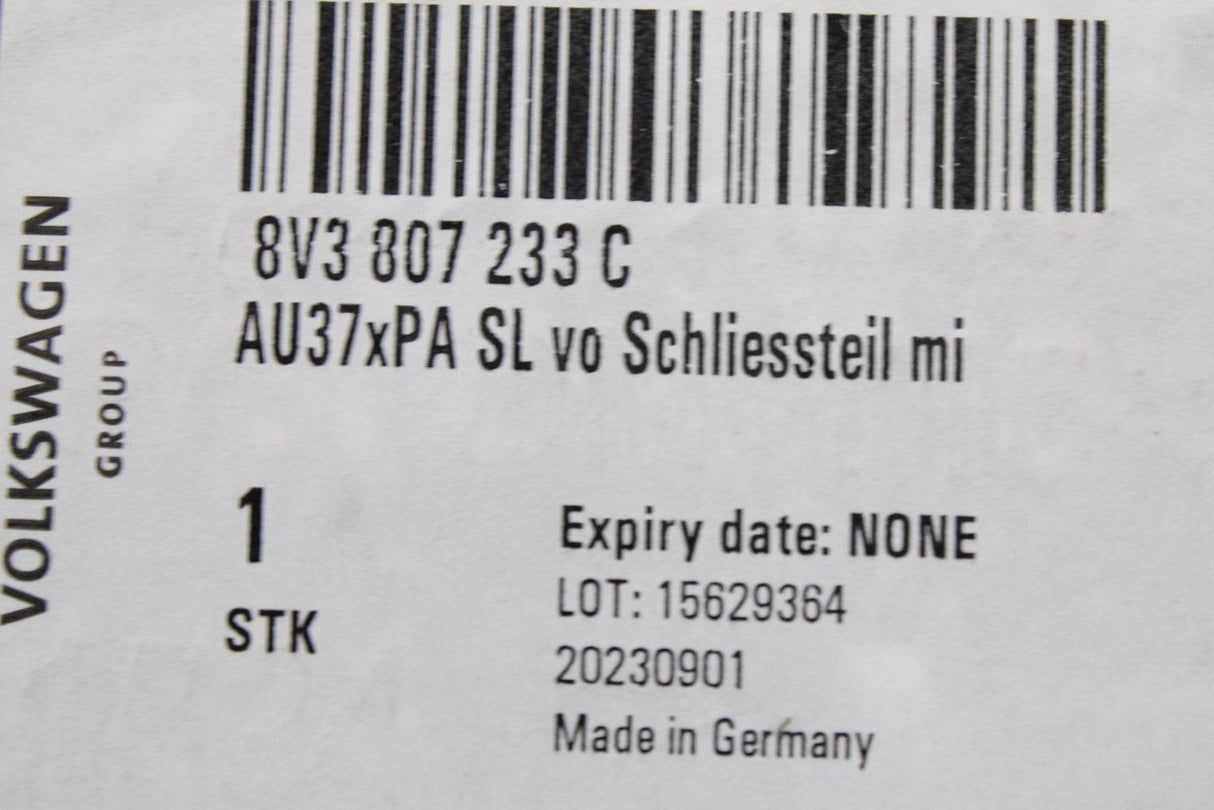 VOLKSWAGEN
GROUP
8V3 807 233 C
AU37xPA SL vo Schliessteil mi
1
STK
Expiry date: NONE
LOT: 15629364
20230901
Made in Germany